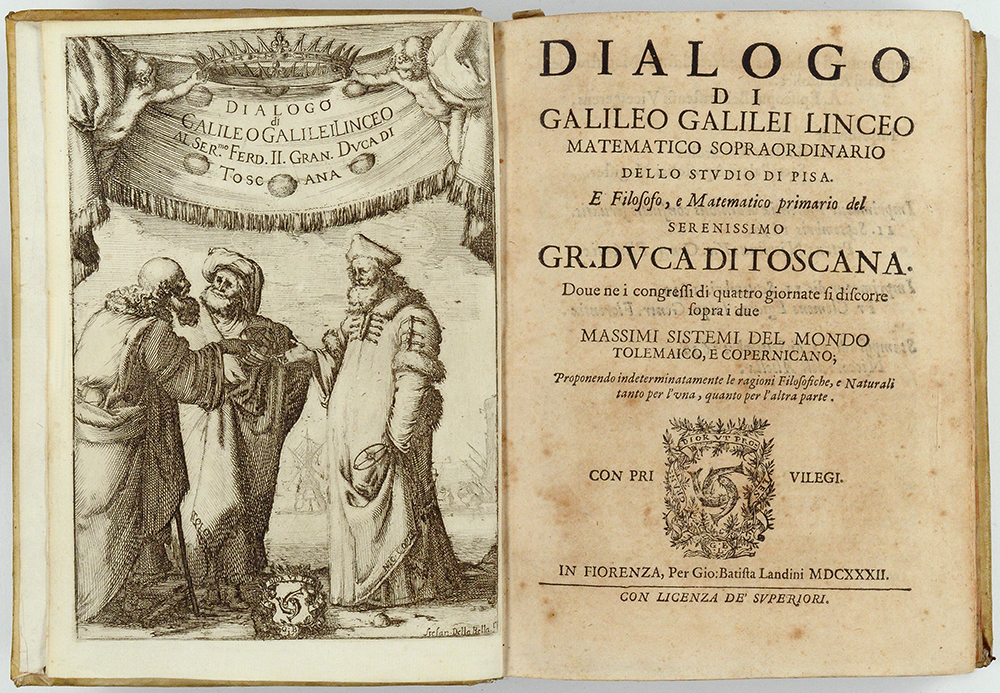 DIALOGO
di
GALILEO GALILEI LINCEO
AL SER.mo FERD. II. GRAN. DVCA DI
TOSCANA
Stefan Della Bella F.
DIALOGO
DI
GALILEO GALILEI LINCEO
MATEMATICO SOPRAORDINARIO
DELLO STVDIO DI PISA.
E Filosofo, e Matematico primario del
SERENISSIMO
GR.DVCA DI TOSCANA.
Doue ne i congressi di quattro giornate si discorre
sopra i due
MASSIMI SISTEMI DEL MONDO
TOLEMAICO, E COPERNICANO;
Proponendo indeterminatamente le ragioni Filosofiche, e Naturali
tanto per l'vna, quanto per l'altra parte.
CON PRI VILEGI.
IN FIORENZA, Per Gio:Batista Landini MDCXXXII.
CON LICENZA DE' SVPERIORI.